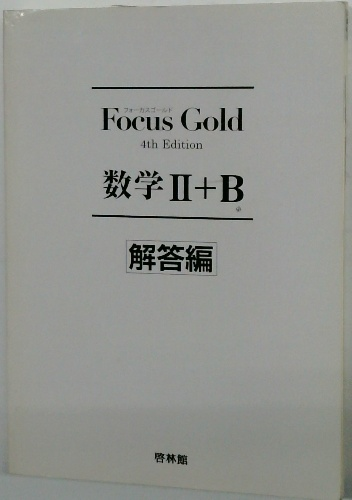 フォーカスゴールド
Focus Gold
4th Edition
数学Ⅱ+B
解答編
啓林館